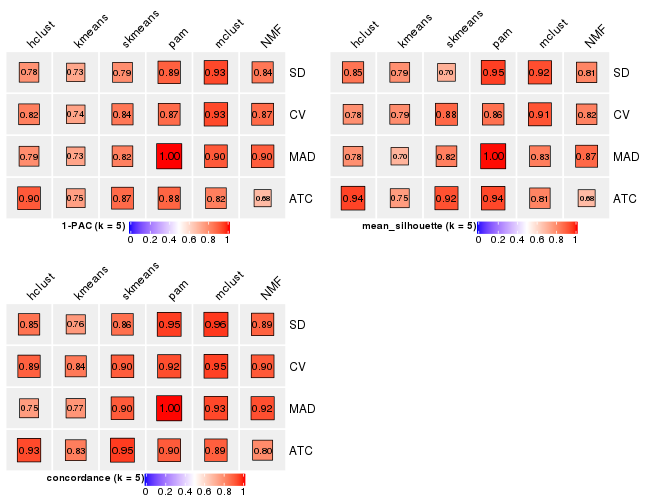 hclust kmeans skmeans pam mclust NMF
0.78 0.73 0.79 0.89 0.93 0.84 SD
0.82 0.74 0.84 0.87 0.93 0.87 CV
0.79 0.73 0.82 1.00 0.90 0.90 MAD
0.90 0.75 0.87 0.88 0.82 0.68 ATC
1-PAC (k = 5)
0 0.2 0.4 0.6 0.8 1
hclust kmeans skmeans pam mclust NMF
0.85 0.79 0.70 0.95 0.92 0.81 SD
0.78 0.79 0.88 0.86 0.91 0.82 CV
0.78 0.70 0.82 1.00 0.83 0.87 MAD
0.94 0.75 0.92 0.94 0.81 0.68 ATC
mean_silhouette (k = 5)
0 0.2 0.4 0.6 0.8 1
hclust kmeans skmeans pam mclust NMF
0.85 0.76 0.86 0.95 0.96 0.89 SD
0.89 0.84 0.90 0.92 0.95 0.90 CV
0.75 0.77 0.90 1.00 0.93 0.92 MAD
0.93 0.83 0.95 0.90 0.89 0.80 ATC
concordance (k = 5)
0 0.2 0.4 0.6 0.8 1